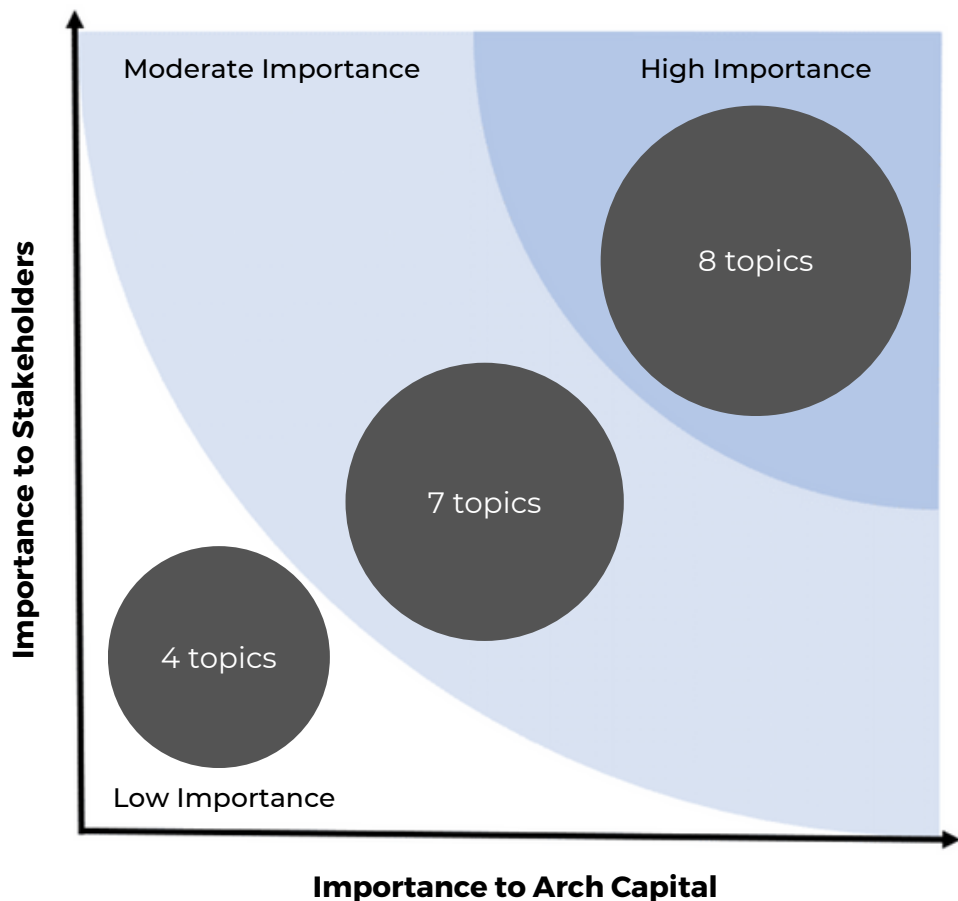 Moderate Importance
High Importance
8 topics
7 topics
4 topics
Low Importance
Importance to Stakeholders
Importance to Arch Capital